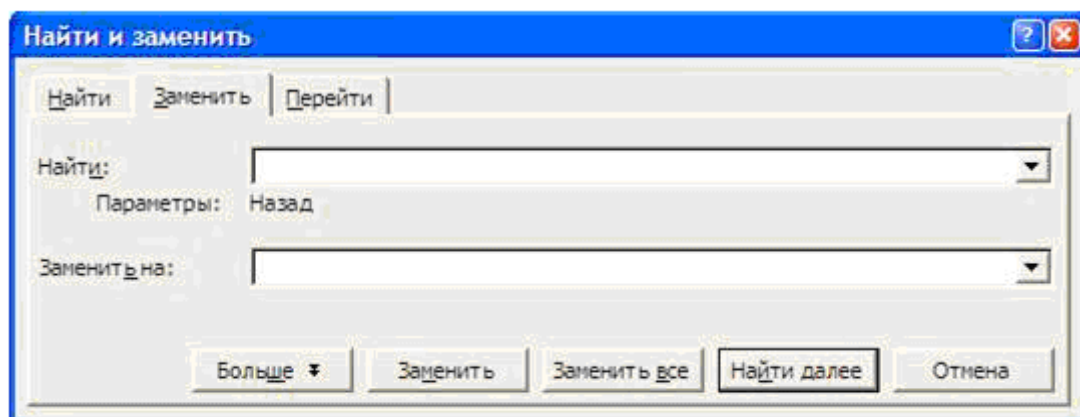 Найти и заменить
Найти Заменить Перейти
Найти:
Параметры: Назад
Заменить на:
Больше Заменить Заменить все Найти далее Отмена